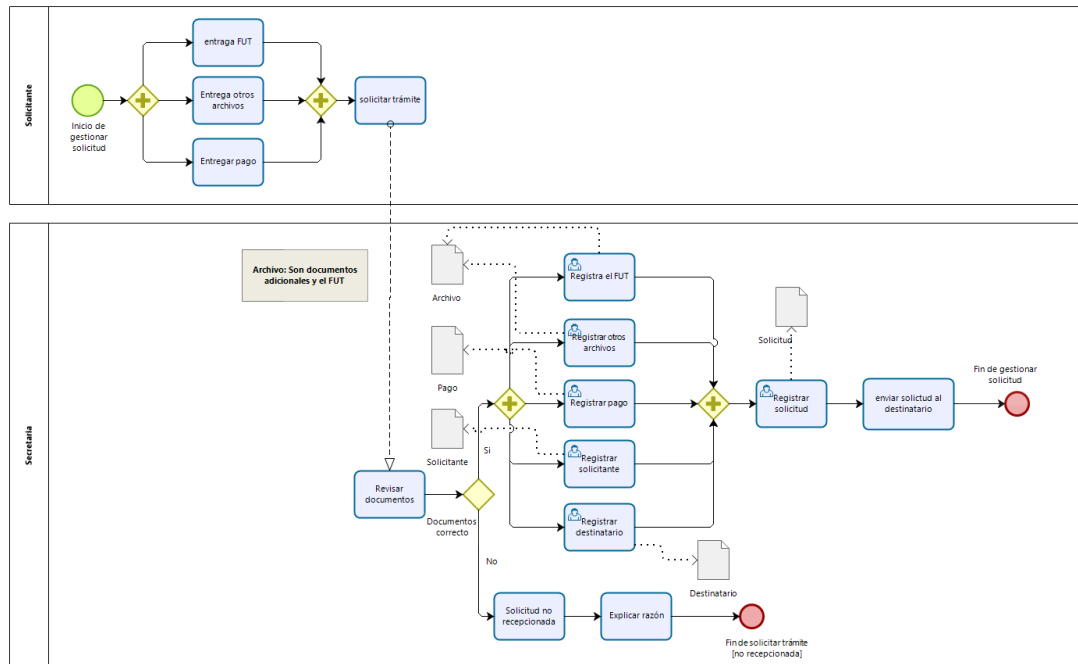 Solicitante
entraga FUT
Entrega otros
archivos
Entregar pago
solicitar trámite
Inicio de
gestionar
solicitud
Secretaria
Archivo: Son documentos
adicionales y el FUT
Archivo
Pago
Solicitante
Registra el FUT
Registrar otros
archivos
Registrar pago
Registrar
solicitante
Registrar
destinatario
Solicitud
Registrar
solicitud
enviar solictud al
destinatario
Fin de gestionar
solicitud
Revisar
documentos
Documentos
correcto
Si
No
Destinatario
Solicitud no
recepcionada
Explicar razón
Fin de solicitar trámite
[no recepcionada]